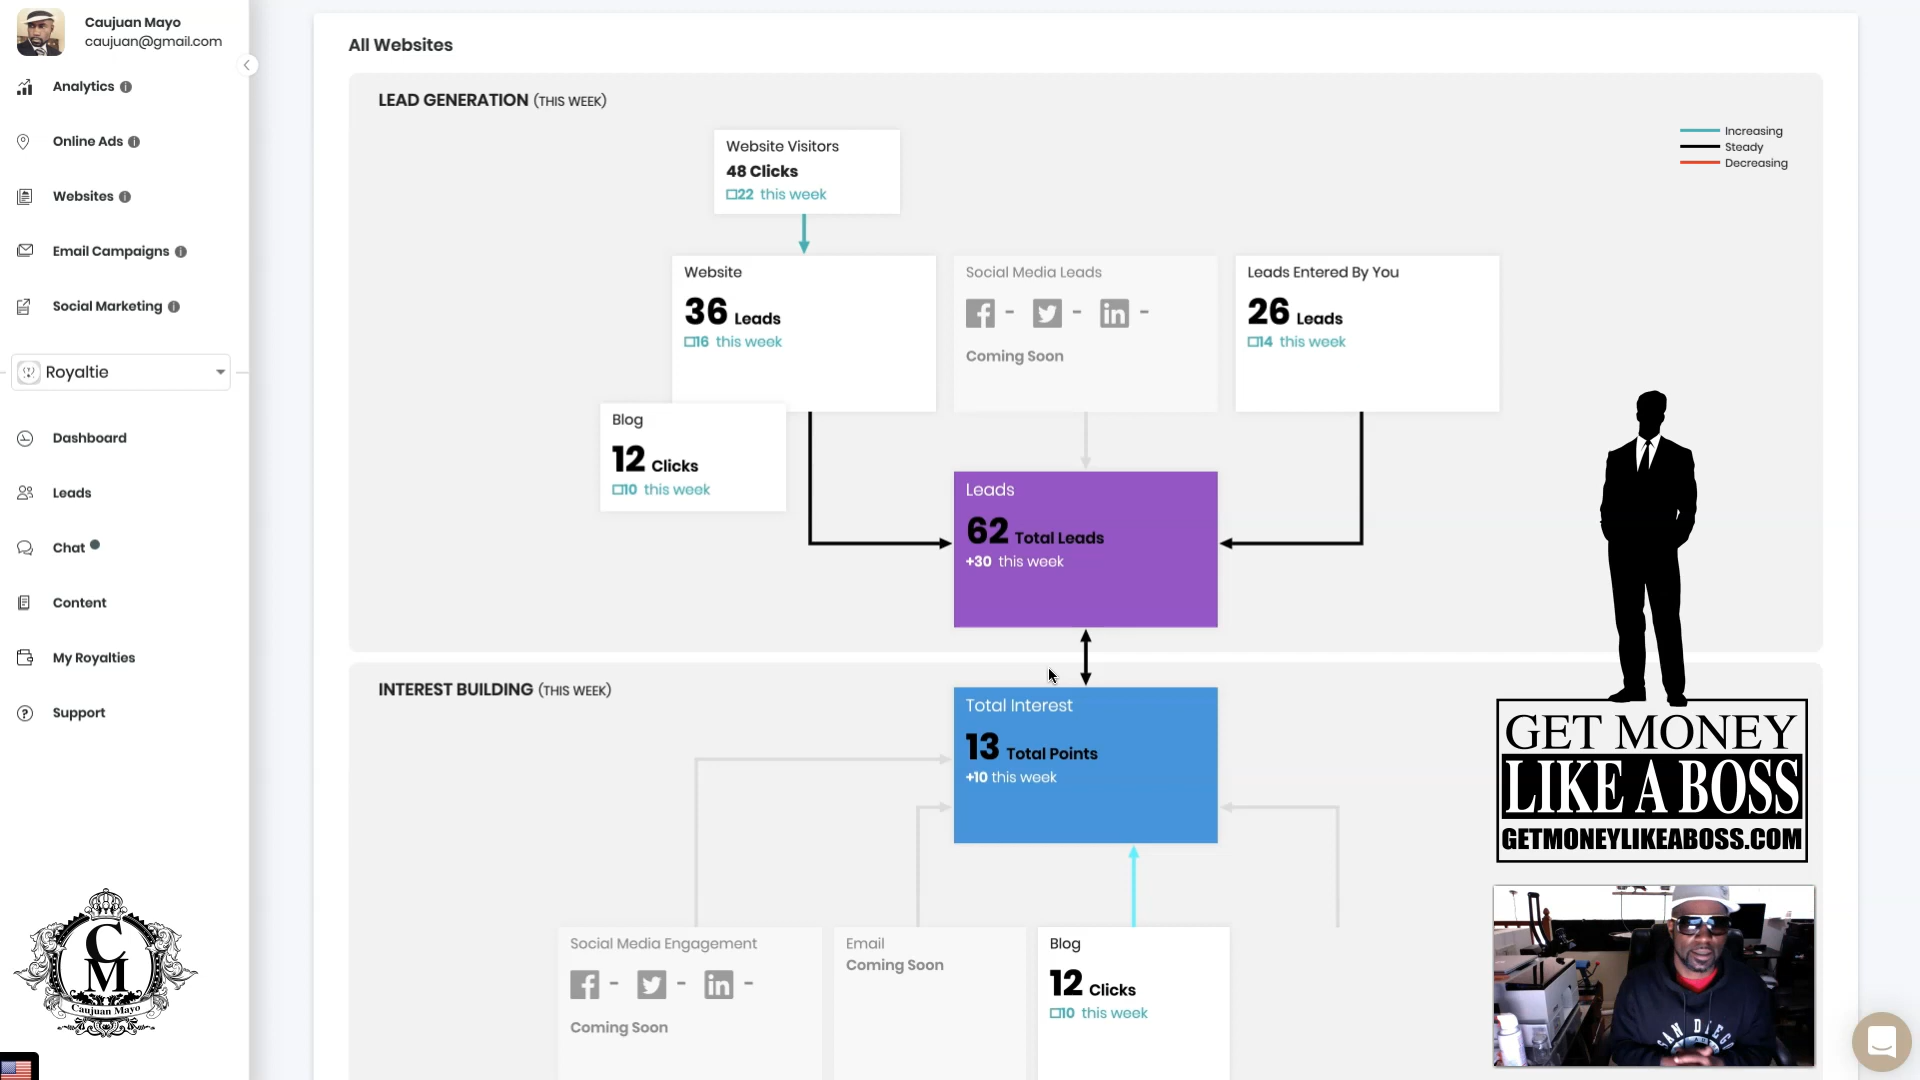 Caujuan Mayo
caujuan@gmail.com
Analytics
Online Ads
Websites
Email Campaigns
Social Marketing
Royaltie
Dashboard
Leads
Chat
Content
My Royalties
Support
C
M
Caujuan Mayo
All Websites
LEAD GENERATION (THIS WEEK)
Increasing
Steady
Decreasing
Website Visitors
48 Clicks
22 this week
Website
36 Leads
16 this week
Social Media Leads
- - -
Coming Soon
Leads Entered By You
26 Leads
14 this week
Blog
12 Clicks
10 this week
Leads
62 Total Leads
+30 this week
INTEREST BUILDING (THIS WEEK)
Total Interest
13 Total Points
+10 this week
Social Media Engagement
- - -
Coming Soon
Email
Coming Soon
Blog
12 Clicks
10 this week
GET MONEY
LIKE A BOSS
GETMONEYLIKEABOSS.COM
SAN DIEGO